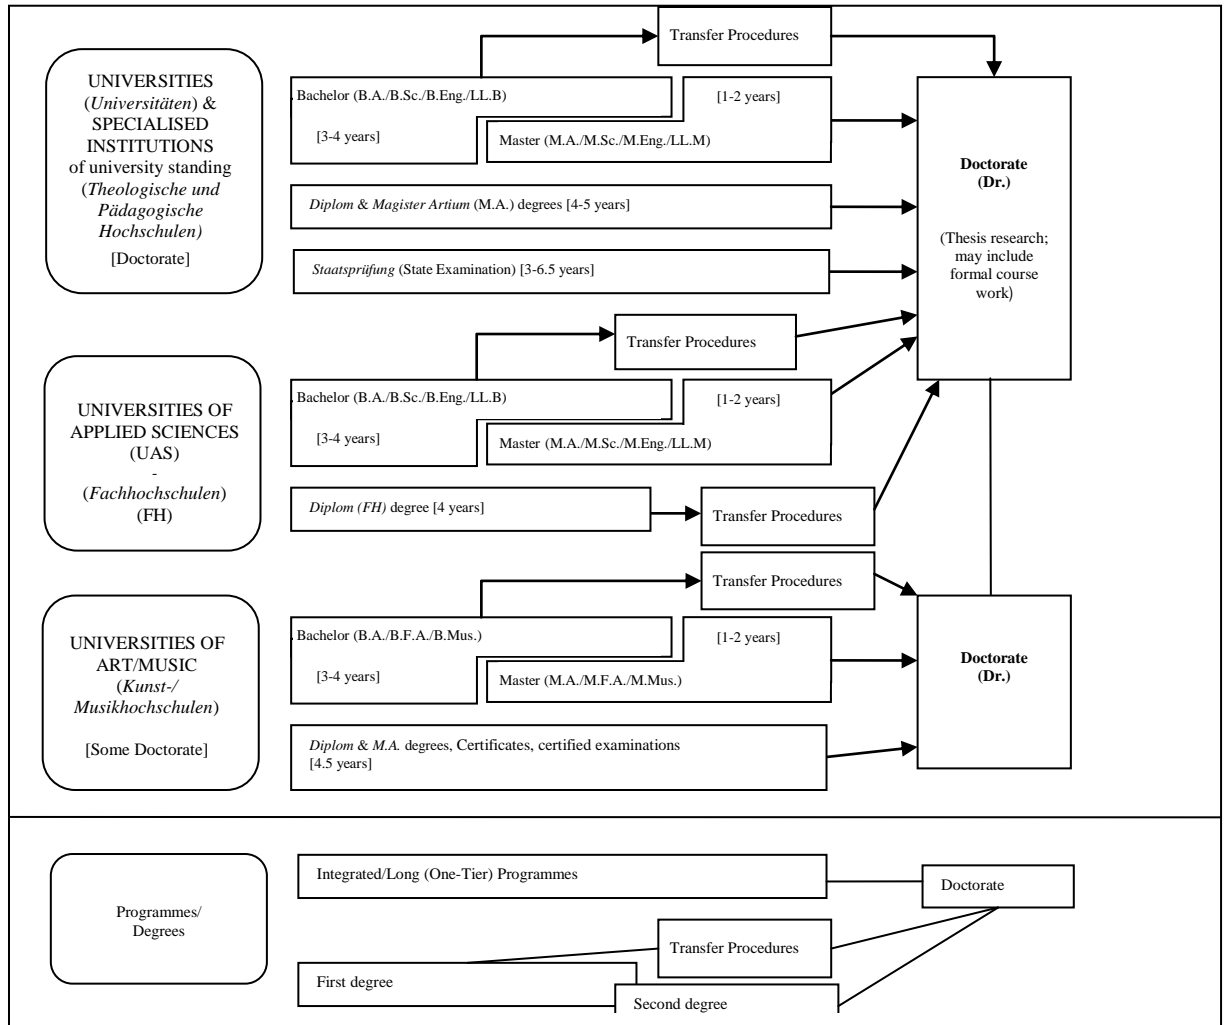 Transfer Procedures
UNIVERSITIES
(Universitäten) &
SPECIALISED
INSTITUTIONS
of university standing
(Theologische und
Pädagogische
Hochschulen)
[Doctorate]
Bachelor (B.A./B.Sc./B.Eng./LL.B)
[3-4 years]
[1-2 years]
Master (M.A./M.Sc./M.Eng./LL.M)
Diplom & Magister Artium (M.A.) degrees [4-5 years]
Staatsprüfung (State Examination) [3-6.5 years]
Doctorate
(Dr.)
(Thesis research;
may include
formal course
work)
UNIVERSITIES OF
APPLIED SCIENCES
(UAS)
-
(Fachhochschulen)
(FH)
Transfer Procedures
Bachelor (B.A./B.Sc./B.Eng./LL.B)
[3-4 years]
[1-2 years]
Master (M.A./M.Sc./M.Eng./LL.M)
Diplom (FH) degree [4 years]
Transfer Procedures
UNIVERSITIES OF
ART/MUSIC
(Kunst-/
Musikhochschulen)
[Some Doctorate]
Transfer Procedures
Bachelor (B.A./B.F.A./B.Mus.)
[3-4 years]
[1-2 years]
Master (M.A./M.F.A./M.Mus.)
Diplom & M.A. degrees, Certificates, certified examinations
[4.5 years]
Doctorate
(Dr.)
Programmes/
Degrees
Integrated/Long (One-Tier) Programmes
Doctorate
Transfer Procedures
First degree
Second degree